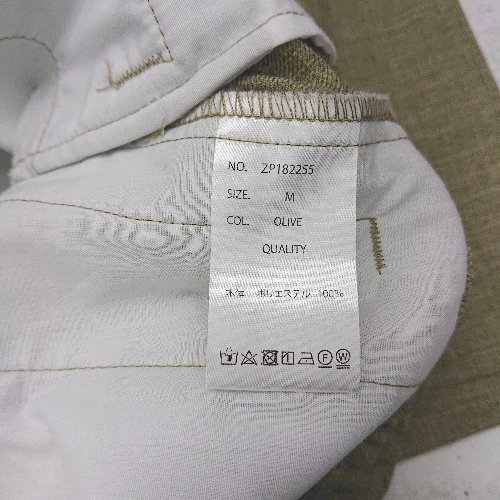 NO. ZP182255
SIZE. M
COL. OLIVE
QUALITY
本体 ポリエステル 100%